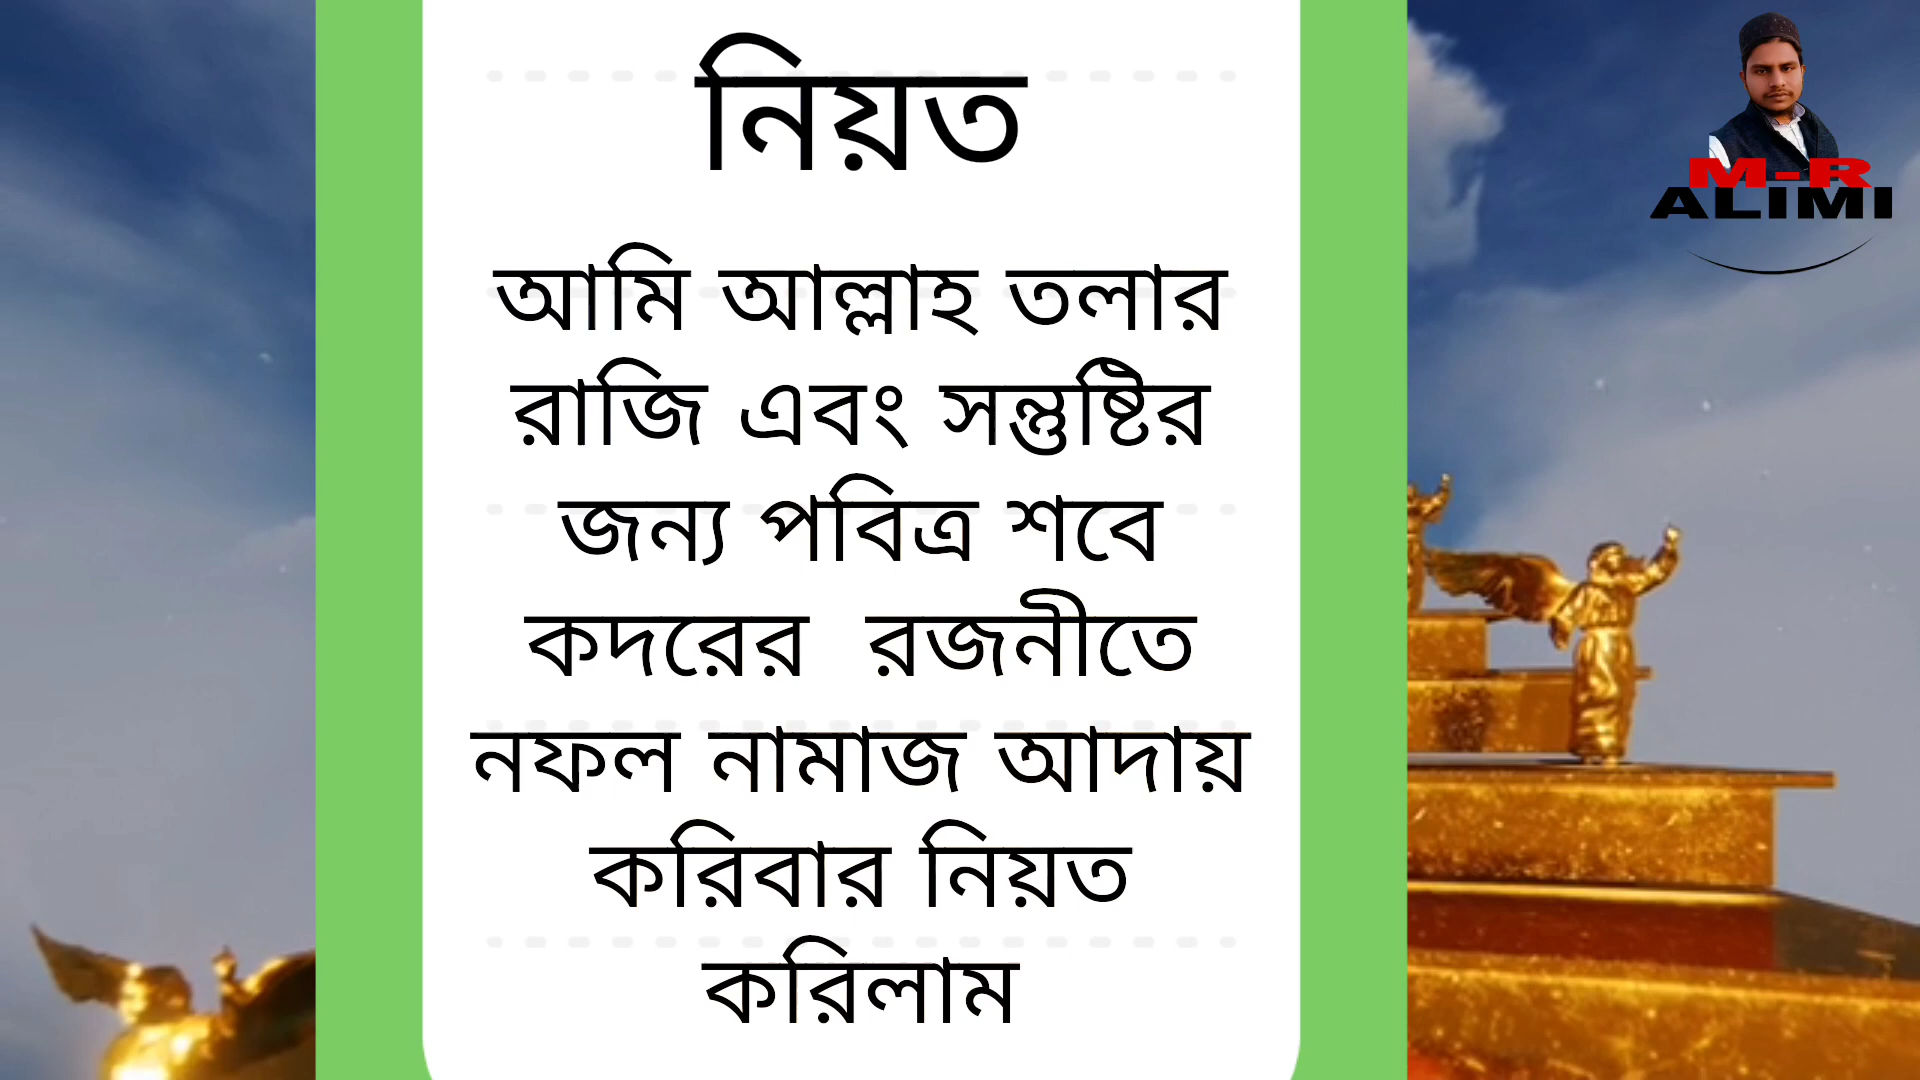 নিয়ত
আমি আল্লাহ তলার
রাজি এবং সন্তুষ্টির
জন্য পবিত্র শবে
কদরের রজনীতে
নফল নামাজ আদায়
করিবার নিয়ত
করিলাম
M-R
ALIMI